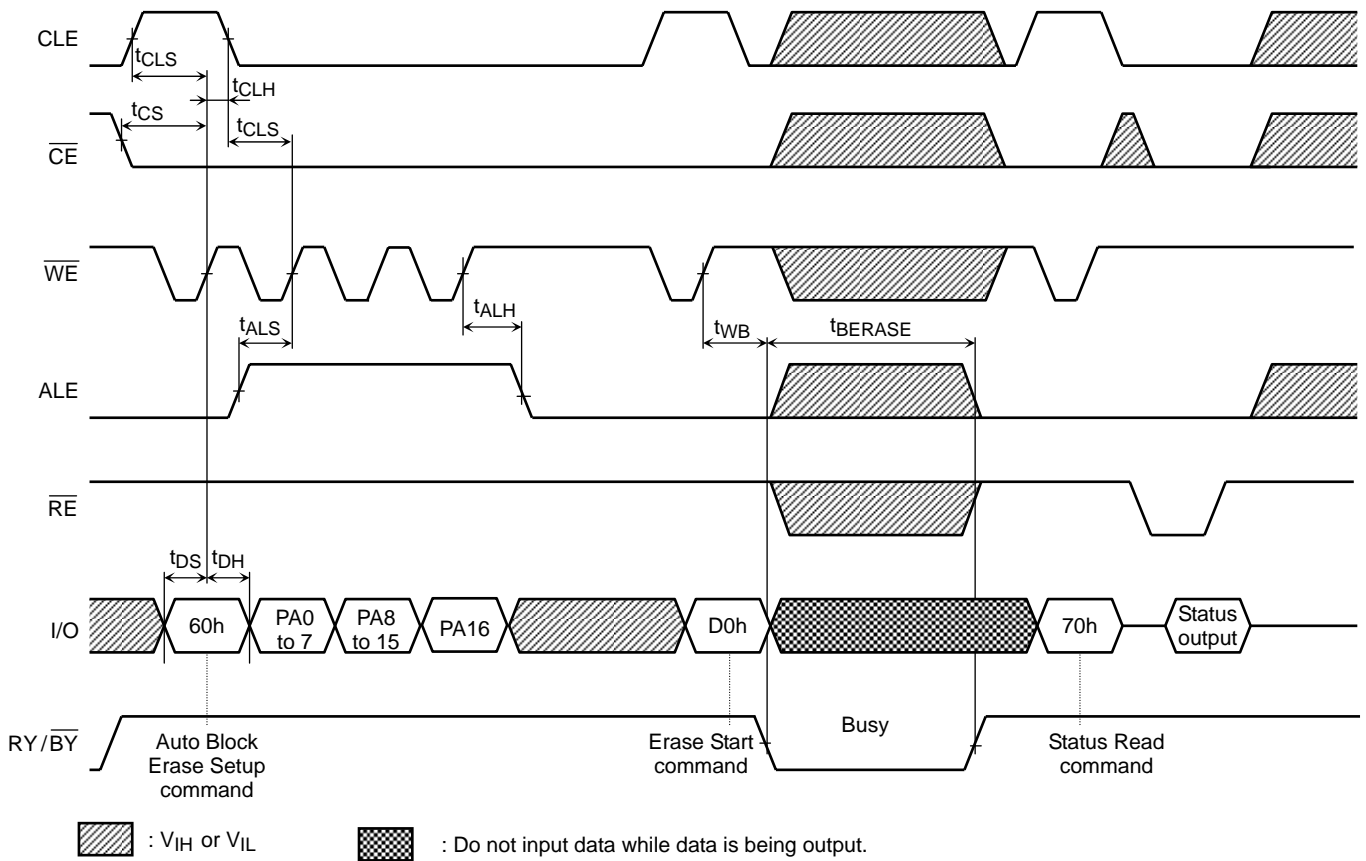 CLE
tCLS
tCLH
tCS
tCLS
CE
WE
tALS
tALH
tWB
tBERASE
ALE
RE
tDS
tDH
I/O
60h
PA0
to 7
PA8
to 15
PA16
D0h
70h
Status
output
RY/BY
Busy
Auto Block
Erase Setup
command
Erase Start
command
Status Read
command
: VIH or VIL
: Do not input data while data is being output.